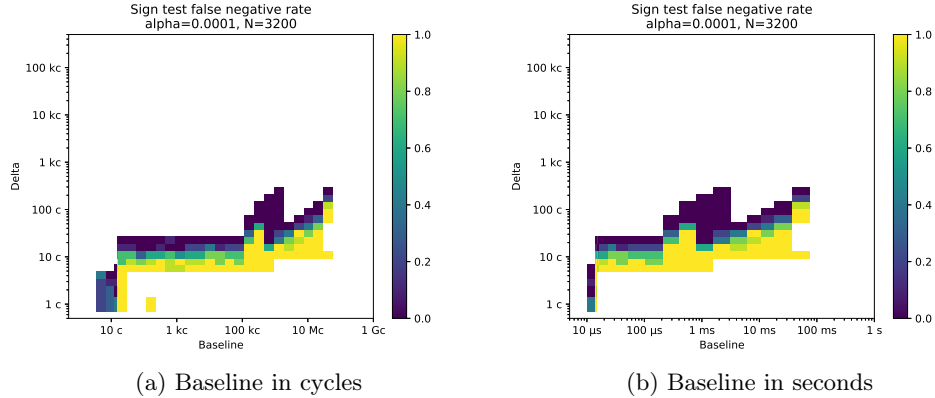 Sign test false negative rate
alpha=0.0001, N=3200
Delta
100 kc
10 kc
1 kc
100 c
10 c
1 c
10 c 1 kc 100 kc 10 Mc 1 Gc
Baseline
1.0
0.8
0.6
0.4
0.2
0.0
(a) Baseline in cycles
Sign test false negative rate
alpha=0.0001, N=3200
Delta
100 kc
10 kc
1 kc
100 c
10 c
1 c
10 µs 100 µs 1 ms 10 ms 100 ms 1 s
Baseline
1.0
0.8
0.6
0.4
0.2
0.0
(b) Baseline in seconds